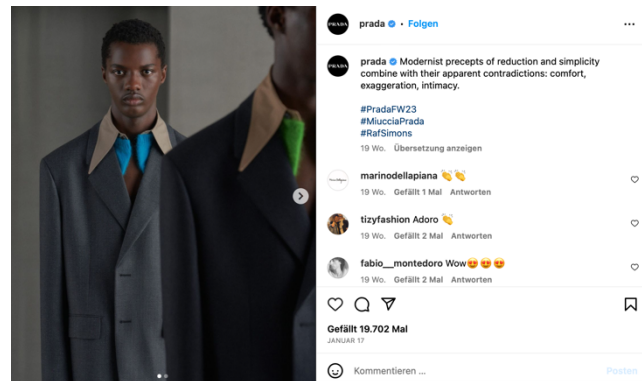 PRADA
prada • Folgen
PRADA
prada Modernist precepts of reduction and simplicity
combine with their apparent contradictions: comfort,
exaggeration, intimacy.
#PradaFW23
#MiucciaPrada
#RafSimons
19 Wo. Übersetzung anzeigen
marinodellapiana 👏👏
19 Wo. Gefällt 1 Mal Antworten
tizyfashion Adoro 👏
19 Wo. Gefällt 2 Mal Antworten
fabio__montedoro Wow😍😍😍
19 Wo. Gefällt 2 Mal Antworten
Gefällt 19.702 Mal
JANUAR 17
Kommentieren ...
Posten